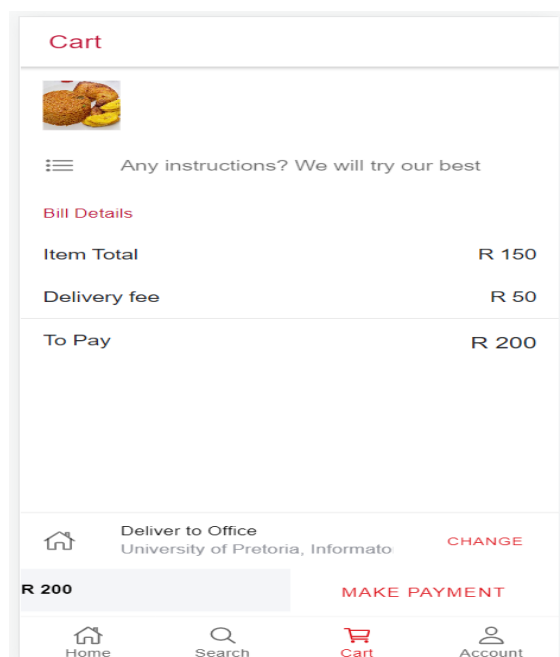 Cart
Any instructions? We will try our best
Bill Details
Item Total R 150
Delivery fee R 50
To Pay R 200
Deliver to Office
University of Pretoria, Informato
CHANGE
R 200 MAKE PAYMENT
Home Search Cart Account